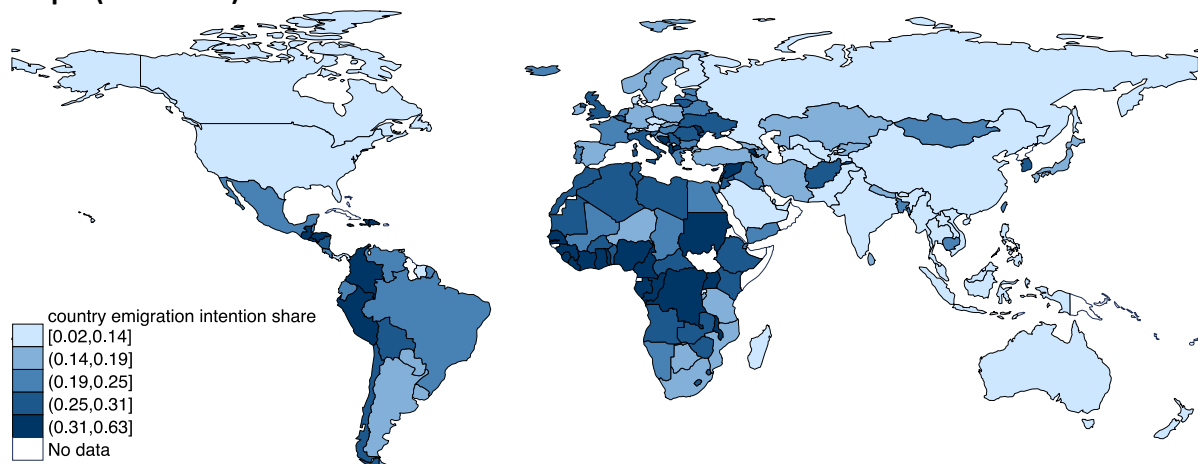 country emigration intention share
[0.02,0.14]
(0.14,0.19]
(0.19,0.25]
(0.25,0.31]
(0.31,0.63]
No data